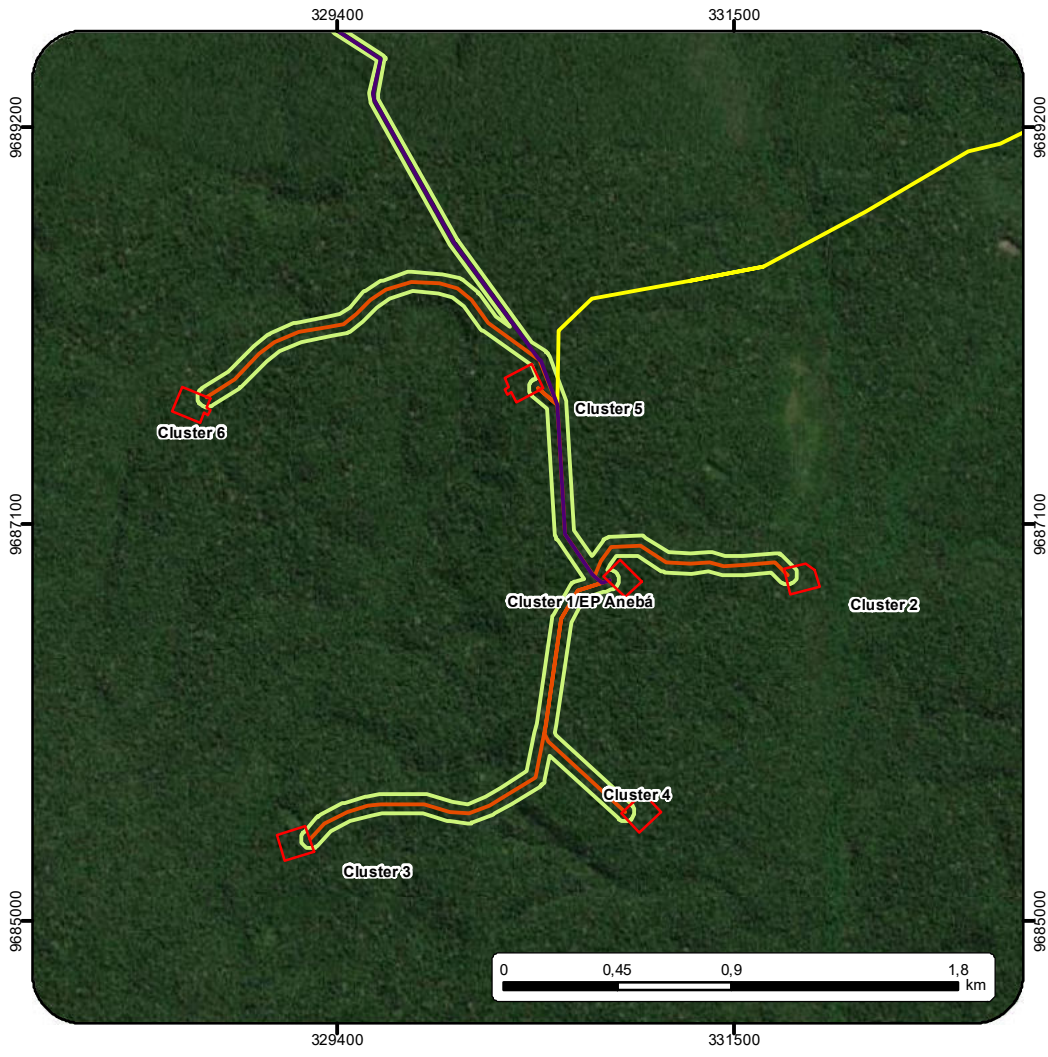 329400 331500
9689200 9689200
Cluster 5
Cluster 6
9687100 9687100
Cluster 1/EP Anebá
Cluster 2
Cluster 4
Cluster 3
9685000 9685000
0 0,45 0,9 1,8
km
329400 331500